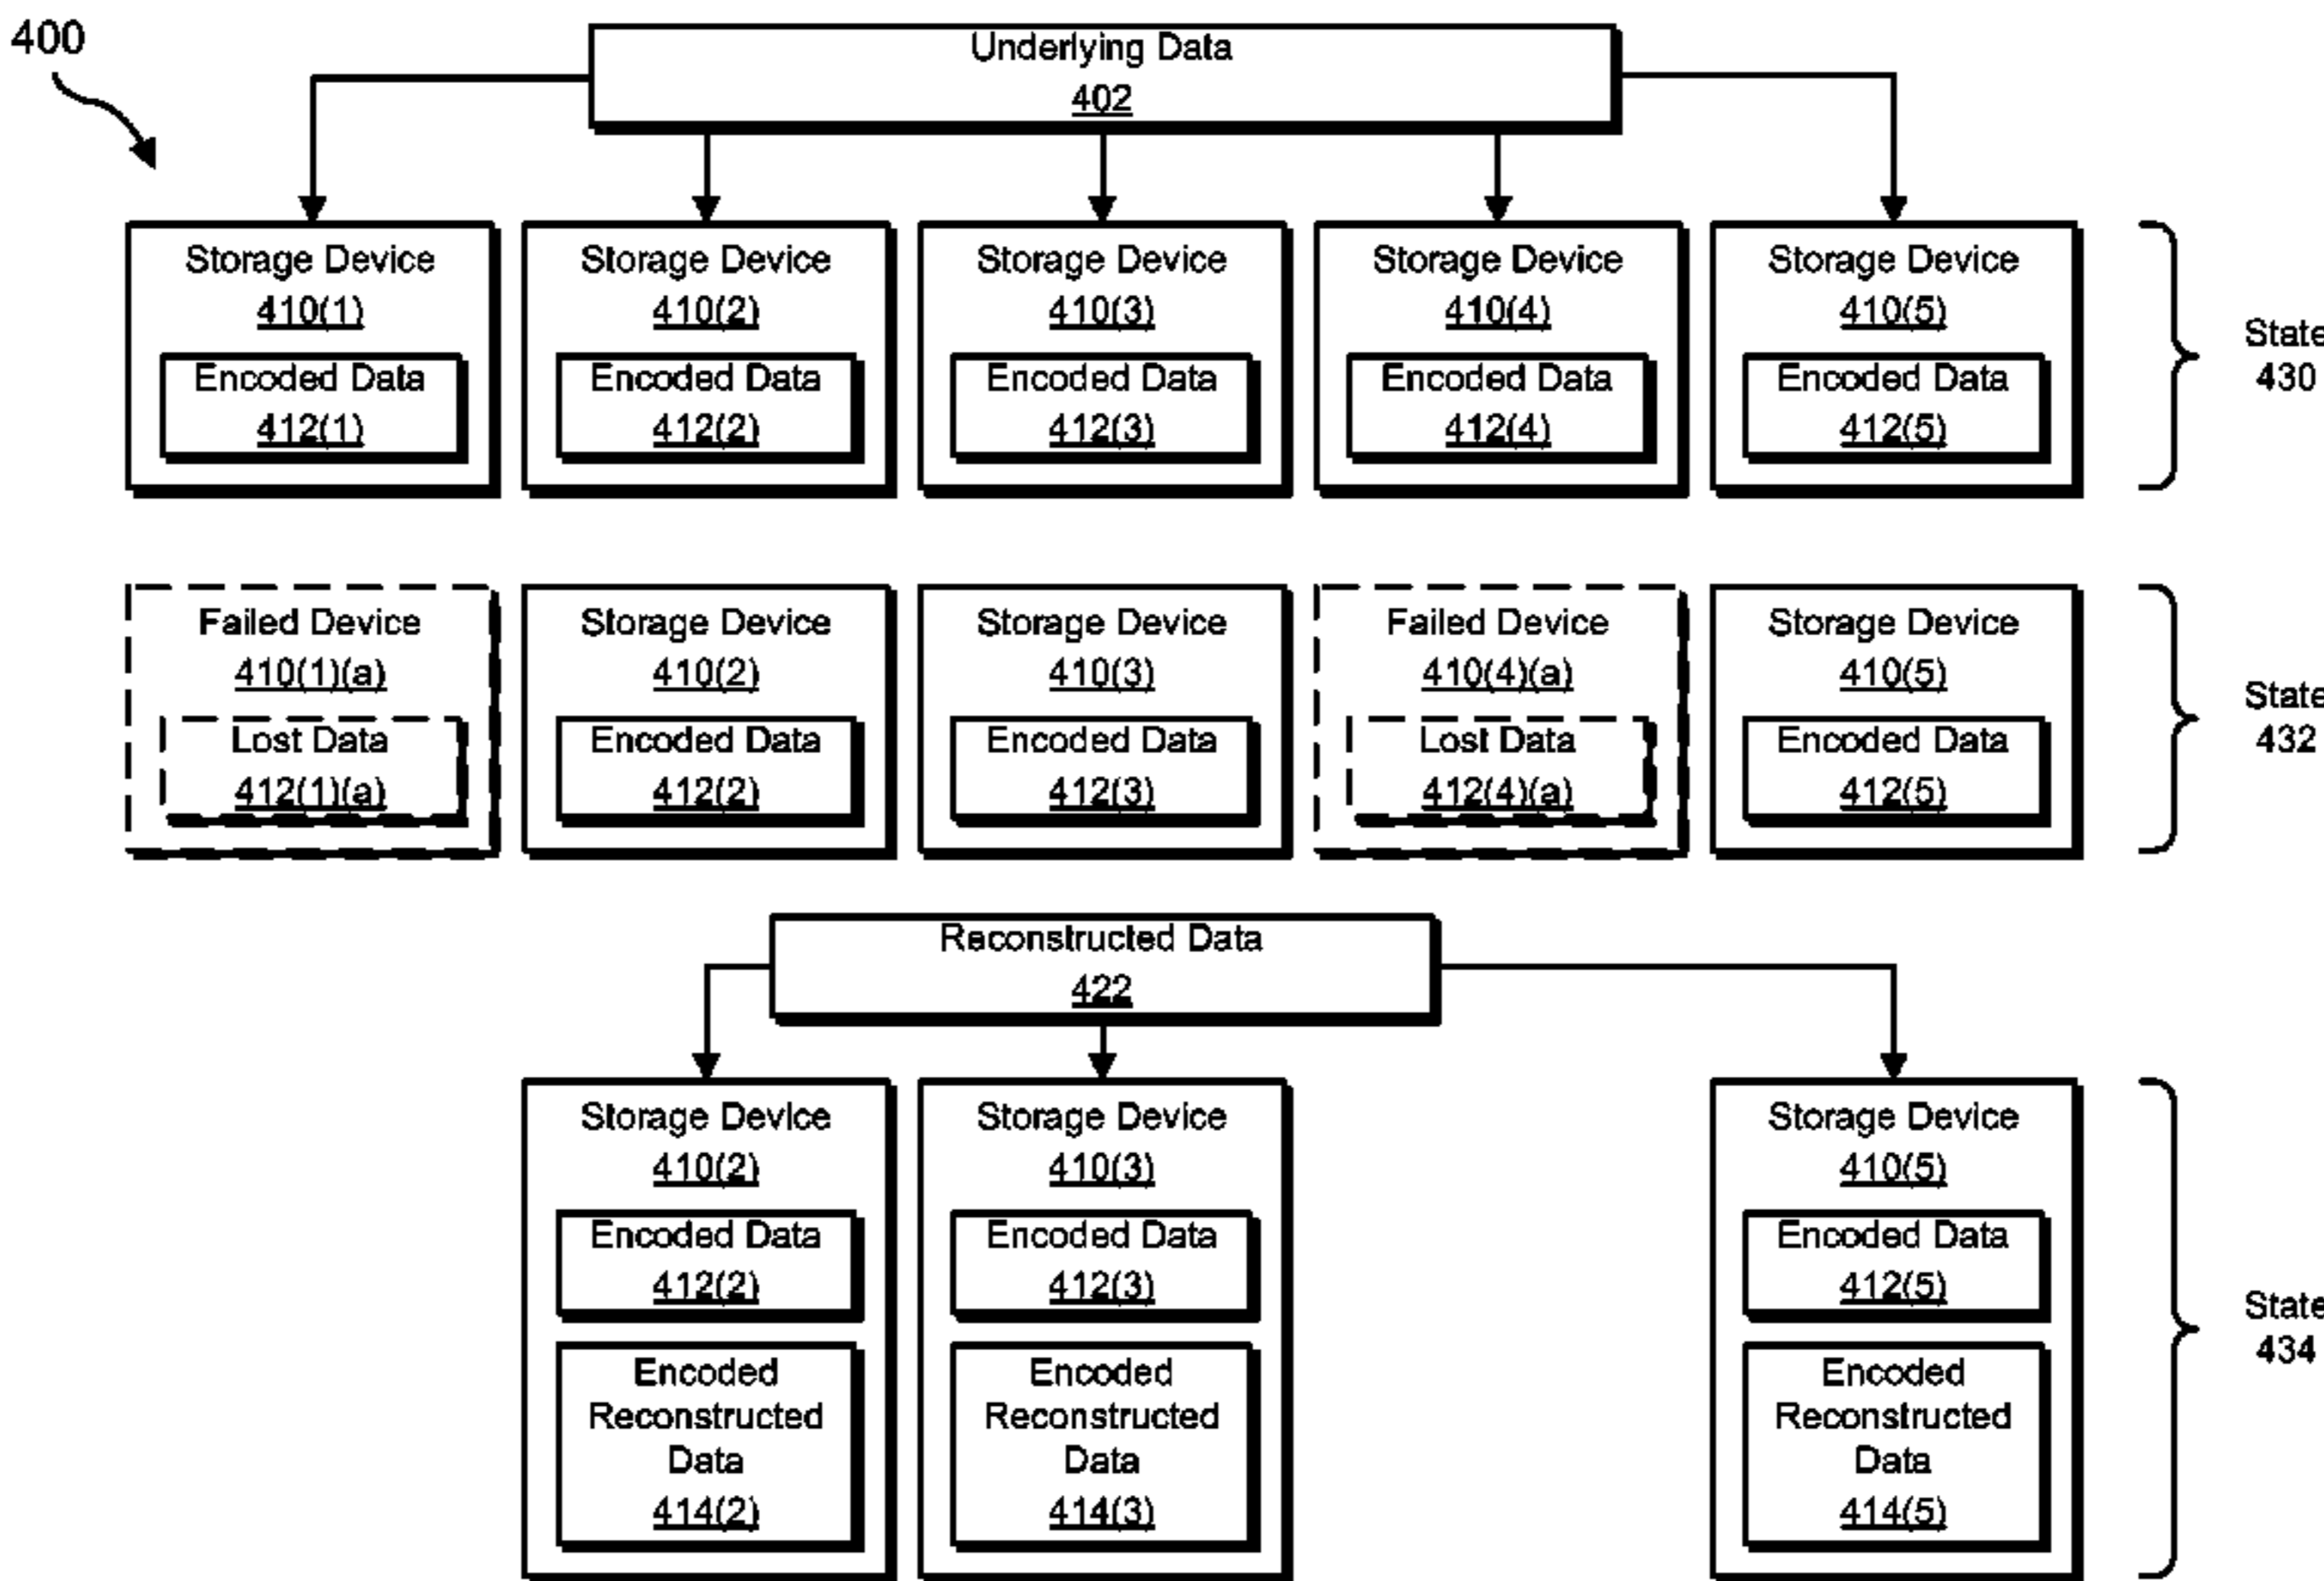 400
Underlying Data
402
Storage Device Storage Device Storage Device Storage Device Storage Device
410(1) 410(2) 410(3) 410(4) 410(5)
Encoded Data Encoded Data Encoded Data Encoded Data Encoded Data
412(1) 412(2) 412(3) 412(4) 412(5)
State
430
Failed Device Storage Device Storage Device Failed Device Storage Device
410(1)(a) 410(2) 410(3) 410(4)(a) 410(5)
Lost Data Encoded Data Encoded Data Lost Data Encoded Data
412(1)(a) 412(2) 412(3) 412(4)(a) 412(5)
State
432
Reconstructed Data
422
Storage Device Storage Device Storage Device
410(2) 410(3) 410(5)
Encoded Data Encoded Data Encoded Data
412(2) 412(3) 412(5)
State
434
Encoded Encoded Encoded
Reconstructed Reconstructed Reconstructed
Data Data Data
414(2) 414(3) 414(5)